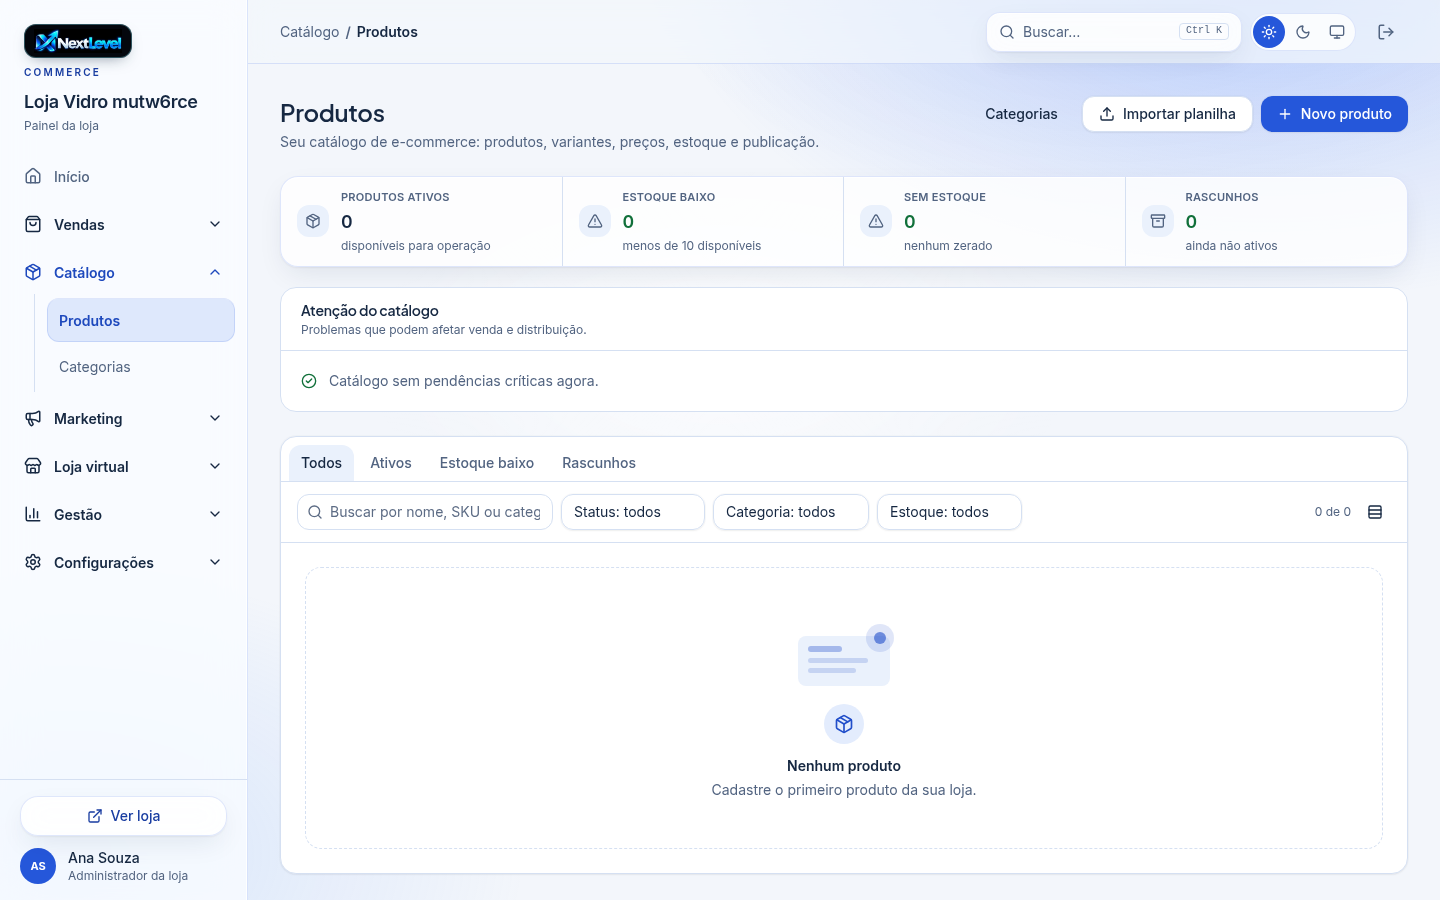 NextLevel
COMMERCE
Loja Vidro mutw6rce
Painel da loja
Início
Vendas
Catálogo
Produtos
Categorias
Marketing
Loja virtual
Gestão
Configurações
Ver loja
AS
Ana Souza
Administrador da loja
Catálogo / Produtos
Buscar...
Ctrl K
Produtos
Seu catálogo de e-commerce: produtos, variantes, preços, estoque e publicação.
Categorias
Importar planilha
Novo produto
PRODUTOS ATIVOS
0
disponíveis para operação
ESTOQUE BAIXO
0
menos de 10 disponíveis
SEM ESTOQUE
0
nenhum zerado
RASCUNHOS
0
ainda não ativos
Atenção do catálogo
Problemas que podem afetar venda e distribuição.
Catálogo sem pendências críticas agora.
Todos
Ativos
Estoque baixo
Rascunhos
Buscar por nome, SKU ou categ
Status: todos
Categoria: todos
Estoque: todos
0 de 0
Nenhum produto
Cadastre o primeiro produto da sua loja.